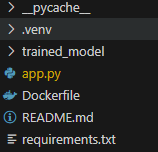 __pycache__
.venv
trained_model
app.py
Dockerfile
README.md
requirements.txt